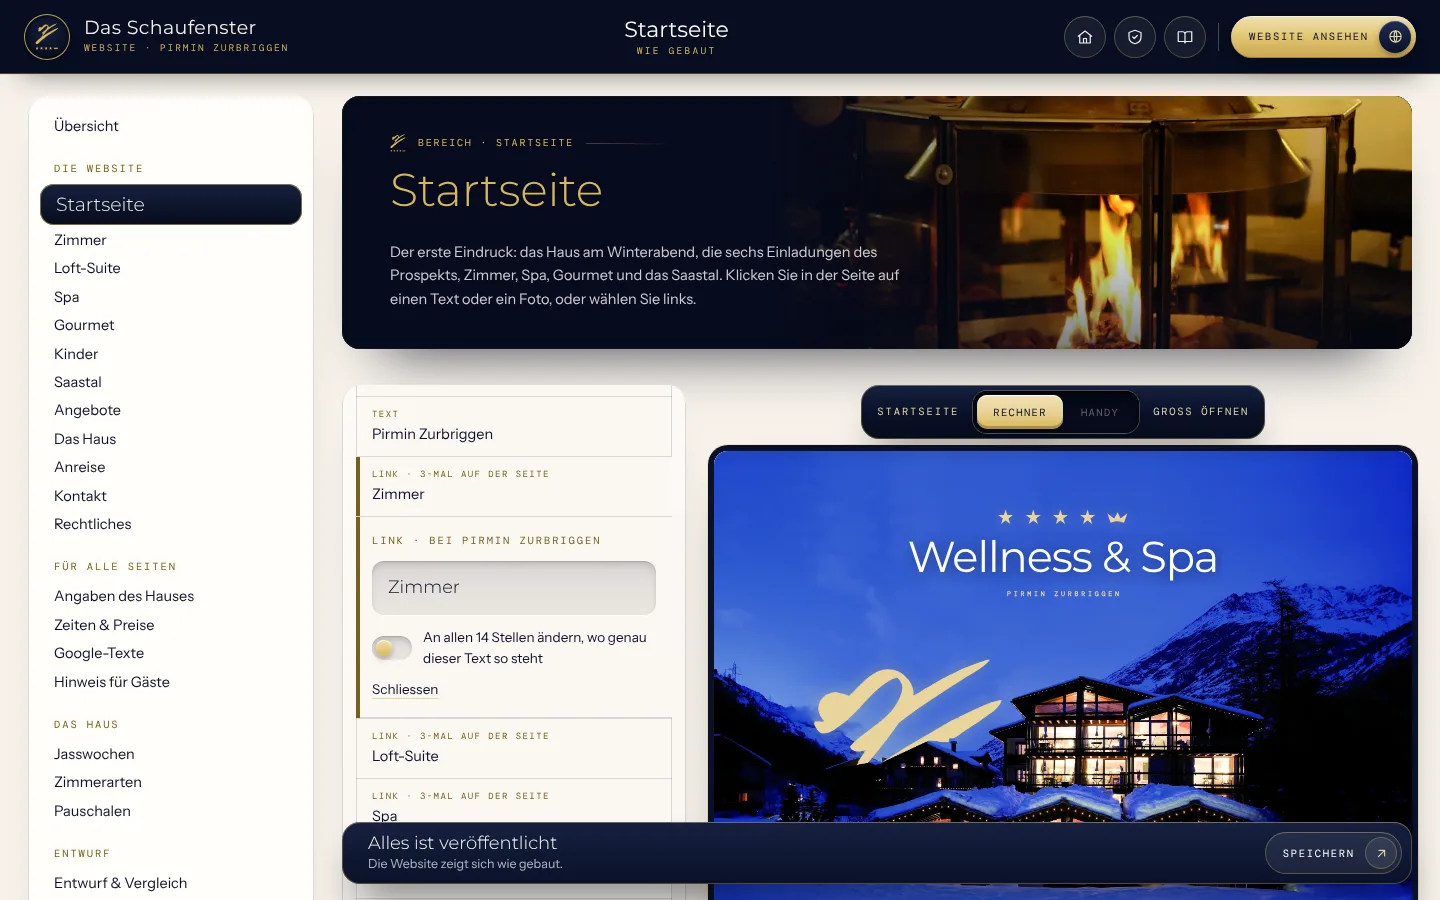 Das Schaufenster
WEBSITE · PIRMIN ZURBRIGGEN
Startseite
WIE GEBAUT
WEBSITE ANSEHEN
Übersicht
DIE WEBSITE
Startseite
Zimmer
Loft-Suite
Spa
Gourmet
Kinder
Saastal
Angebote
Das Haus
Anreise
Kontakt
Rechtliches
FÜR ALLE SEITEN
Angaben des Hauses
Zeiten & Preise
Google-Texte
Hinweis für Gäste
DAS HAUS
Jasswochen
Zimmerarten
Pauschalen
ENTWURF
Entwurf & Vergleich
BEREICH · STARTSEITE
Startseite
Der erste Eindruck: das Haus am Winterabend, die sechs Einladungen des
Prospekts, Zimmer, Spa, Gourmet und das Saastal. Klicken Sie in der Seite auf
einen Text oder ein Foto, oder wählen Sie links.
TEXT
Pirmin Zurbriggen
LINK · 3-MAL AUF DER SEITE
Zimmer
LINK · BEI PIRMIN ZURBRIGGEN
Zimmer
An allen 14 Stellen ändern, wo genau
dieser Text so steht
Schliessen
LINK · 3-MAL AUF DER SEITE
Loft-Suite
LINK · 3-MAL AUF DER SEITE
Spa
STARTSEITE
RECHNER
HANDY
GROSS ÖFFNEN
Wellness & Spa
PIRMIN ZURBRIGGEN
Alles ist veröffentlicht
Die Website zeigt sich wie gebaut.
SPEICHERN